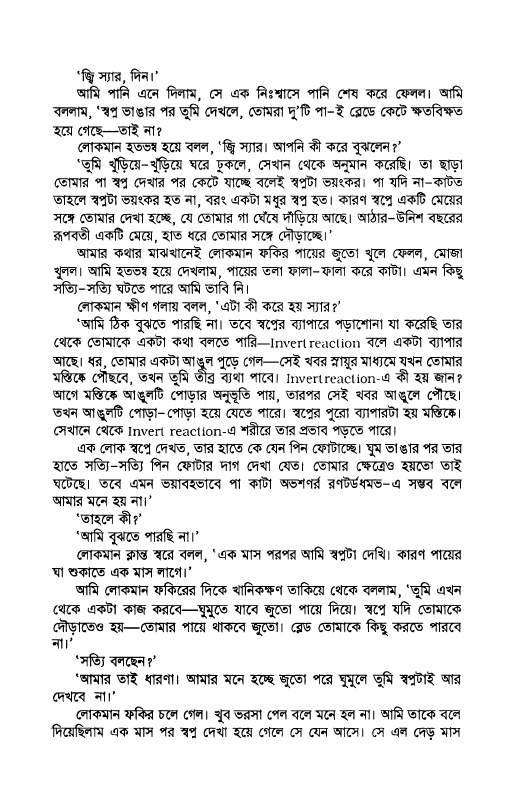 ‘জ্বি স্যার, দিন।’
আমি পানি এনে দিলাম, সে এক নিঃশ্বাসে পানি শেষ করে ফেলল। আমি
বললাম, ‘স্বপ্ন ভাঙার পর তুমি দেখলে, তোমরা দু’টি পা-ই ব্লেডে কেটে ক্ষতবিক্ষত
হয়ে গেছে—তাই না?
লোকমান হতভম্ব হয়ে বলল, ‘জ্বি স্যার। আপনি কী করে বুঝলেন?’
‘তুমি খুঁড়িয়ে-খুঁড়িয়ে ঘরে ঢুকলে, সেখান থেকে অনুমান করেছি। তা ছাড়া
তোমার পা স্বপ্ন দেখার পর কেটে যাচ্ছে বলেই স্বপ্নটা ভয়ংকর। পা যদি না-কাটত
তাহলে স্বপ্নটা ভয়ংকর হত না, বরং একটা মধুর স্বপ্ন হত। কারণ স্বপ্নে একটি মেয়ের
সঙ্গে তোমার দেখা হচ্ছে, যে তোমার গা ঘেঁষে দাঁড়িয়ে আছে। আঠার-উনিশ বছরের
রূপবতী একটি মেয়ে, হাত ধরে তোমার সঙ্গে দৌড়াচ্ছে।’
আমার কথার মাঝখানেই লোকমান ফকির পায়ের জুতো খুলে ফেলল, মোজা
খুলল। আমি হতভম্ব হয়ে দেখলাম, পায়ের তলা ফালা-ফালা করে কাটা। এমন কিছু
সত্যি-সত্যি ঘটতে পারে আমি ভাবি নি।
লোকমান ক্ষীণ গলায় বলল, ‘এটা কী করে হয় স্যার?’
‘আমি ঠিক বুঝতে পারছি না। তবে স্বপ্নের ব্যাপারে পড়াশোনা যা করেছি তার
থেকে তোমাকে একটা কথা বলতে পারি—Invert reaction বলে একটা ব্যাপার
আছে। ধর, তোমার একটা আঙুল পুড়ে গেল—সেই খবর স্নায়ুর মাধ্যমে যখন তোমার
মস্তিষ্কে পৌঁছবে, তখন তুমি তীব্র ব্যথা পাবে। Invert reaction-এ কী হয় জান?
আগে মস্তিষ্কে আঙুলটি পোড়ার অনুভূতি পায়, তারপর সেই খবর আঙুলে পৌঁছে।
তখন আঙুলটি পোড়া-পোড়া হয়ে যেতে পারে। স্বপ্নের পুরো ব্যাপারটা হয় মস্তিষ্কে।
সেখানে থেকে Invert reaction-এ শরীরে তার প্রভাব পড়তে পারে।
এক লোক স্বপ্নে দেখত, তার হাতে কে যেন পিন ফোটাচ্ছে। ঘুম ভাঙার পর তার
হাতে সত্যি-সত্যি পিন ফোটার দাগ দেখা যেত। তোমার ক্ষেত্রেও হয়তো তাই
ঘটেছে। তবে এমন ভয়াবহভাবে পা কাটা অভশণর্র রণটর্ডধমভ-এ সম্ভব বলে
আমার মনে হয় না।’
‘তাহলে কী?’
‘আমি বুঝতে পারছি না।’
লোকমান ক্লান্ত স্বরে বলল, ‘এক মাস পরপর আমি স্বপ্নটা দেখি। কারণ পায়ের
ঘা শুকাতে এক মাস লাগে।’
আমি লোকমান ফকিরের দিকে খানিকক্ষণ তাকিয়ে থেকে বললাম, ‘তুমি এখন
থেকে একটা কাজ করবে—ঘুমুতে যাবে জুতো পায়ে দিয়ে। স্বপ্নে যদি তোমাকে
দৌড়াতেও হয়—তোমার পায়ে থাকবে জুতো। ব্লেড তোমাকে কিছু করতে পারবে
না।’
‘সত্যি বলছেন?’
‘আমার তাই ধারণা। আমার মনে হচ্ছে জুতো পরে ঘুমুলে তুমি স্বপ্নটাই আর
দেখবে না।’
লোকমান ফকির চলে গেল। খুব ভরসা পেল বলে মনে হল না। আমি তাকে বলে
দিয়েছিলাম এক মাস পর স্বপ্ন দেখা হয়ে গেলে সে যেন আসে। সে এল দেড় মাস